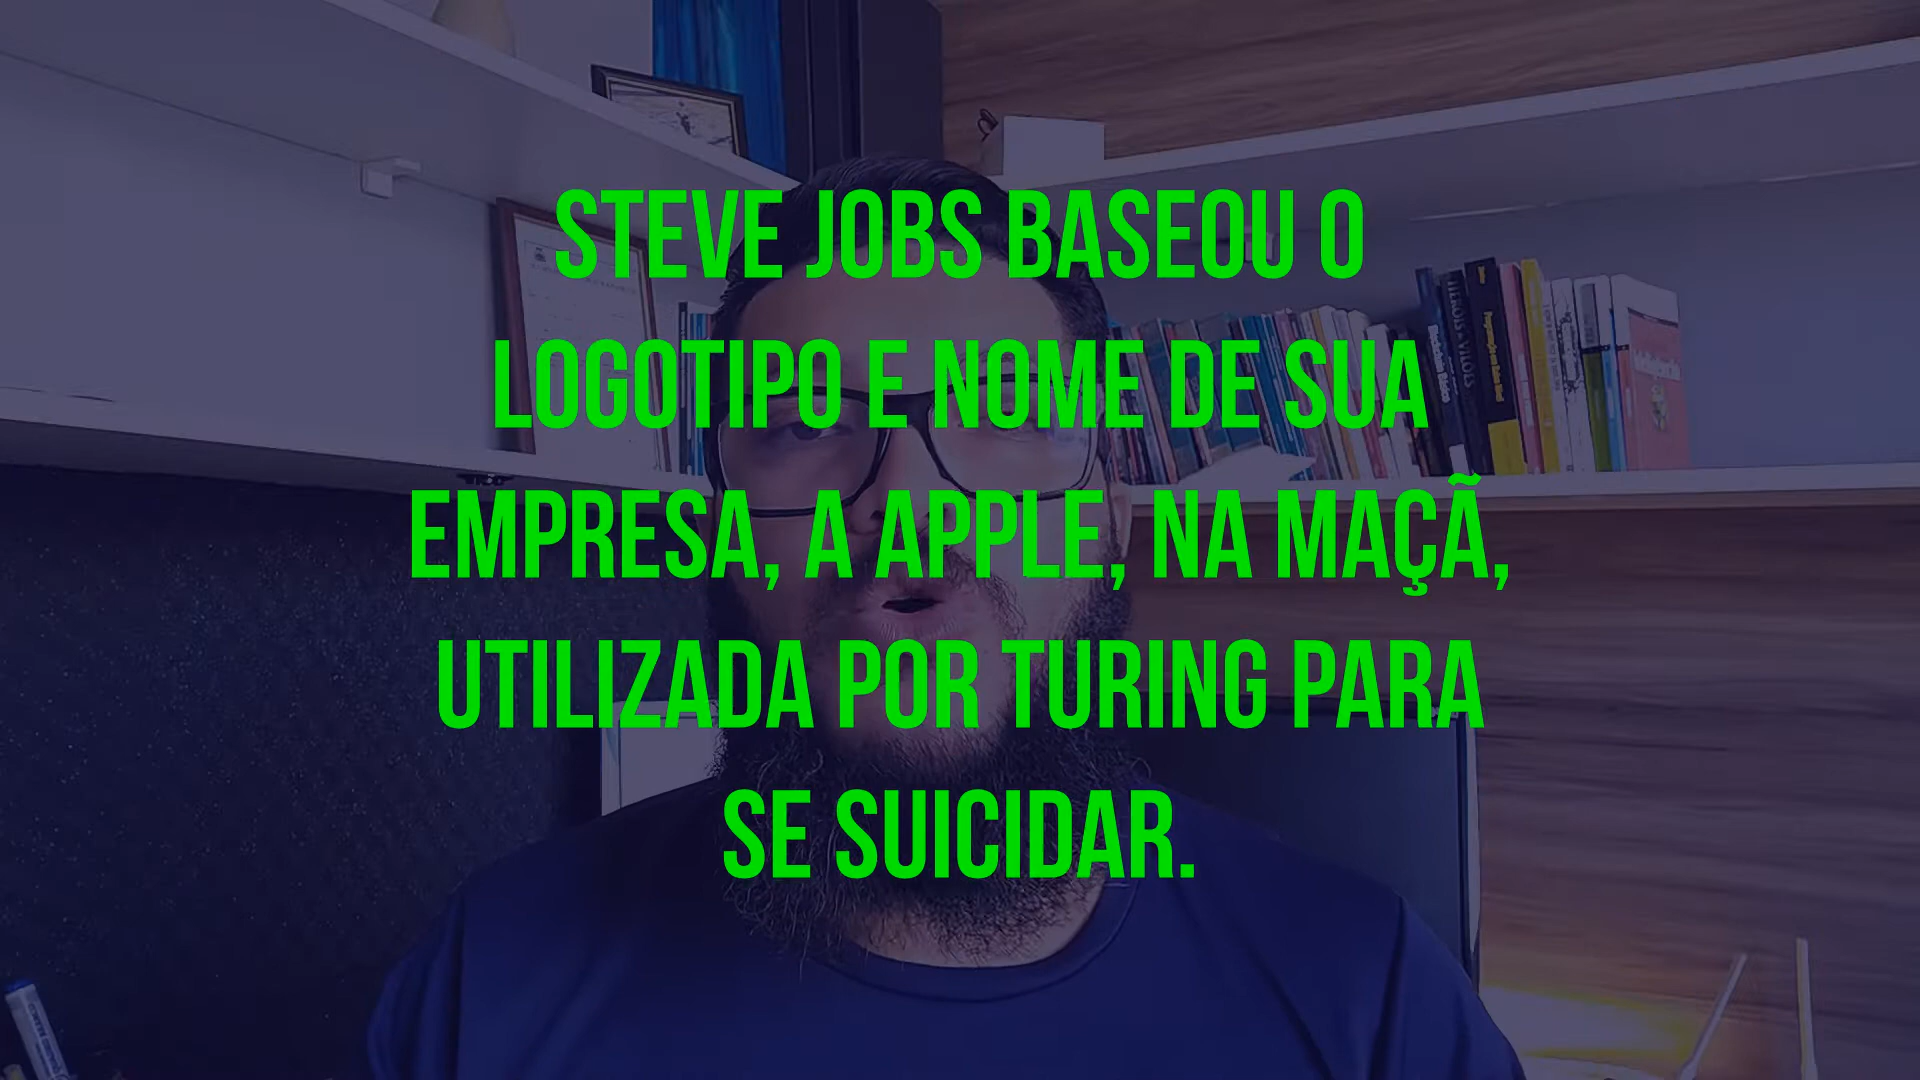 STEVE JOBS BASEOU O
LOGOTIPO E NOME DE SUA
EMPRESA, A APPLE, NA MAÇÃ,
UTILIZADA POR TURING PARA
SE SUICIDAR.